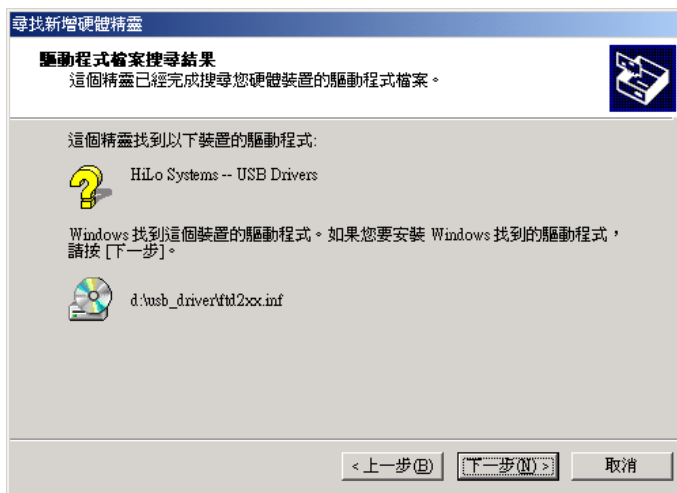 尋找新增硬體精靈
驅動程式檔案搜尋結果
這個精靈已經完成搜尋您硬體裝置的驅動程式檔案。
這個精靈找到以下裝置的驅動程式:
HiLo Systems -- USB Drivers
Windows 找到這個裝置的驅動程式。如果您要安裝 Windows 找到的驅動程式，
請按 [下一步]。
d:\usb_driver\ftd2xx.inf
< 上一步(B)
下一步(N) >
取消